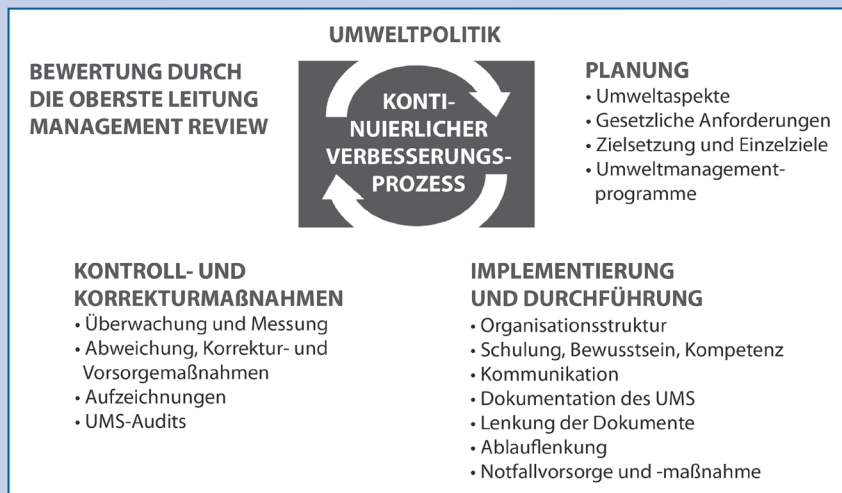 UMWELTPOLITIK
BEWERTUNG DURCH
DIE OBERSTE LEITUNG
MANAGEMENT REVIEW
KONTI-
NUIERLICHER
VERBESSERUNGS-
PROZESS
PLANUNG
• Umweltaspekte
• Gesetzliche Anforderungen
• Zielsetzung und Einzelziele
• Umweltmanagement-
programme
KONTROLL- UND
KORREKTURMAßNAHMEN
• Überwachung und Messung
• Abweichung, Korrektur- und
Vorsorgemaßnahmen
• Aufzeichnungen
• UMS-Audits
IMPLEMENTIERUNG
UND DURCHFÜHRUNG
• Organisationsstruktur
• Schulung, Bewusstsein, Kompetenz
• Kommunikation
• Dokumentation des UMS
• Lenkung der Dokumente
• Ablauflenkung
• Notfallvorsorge und -maßnahme